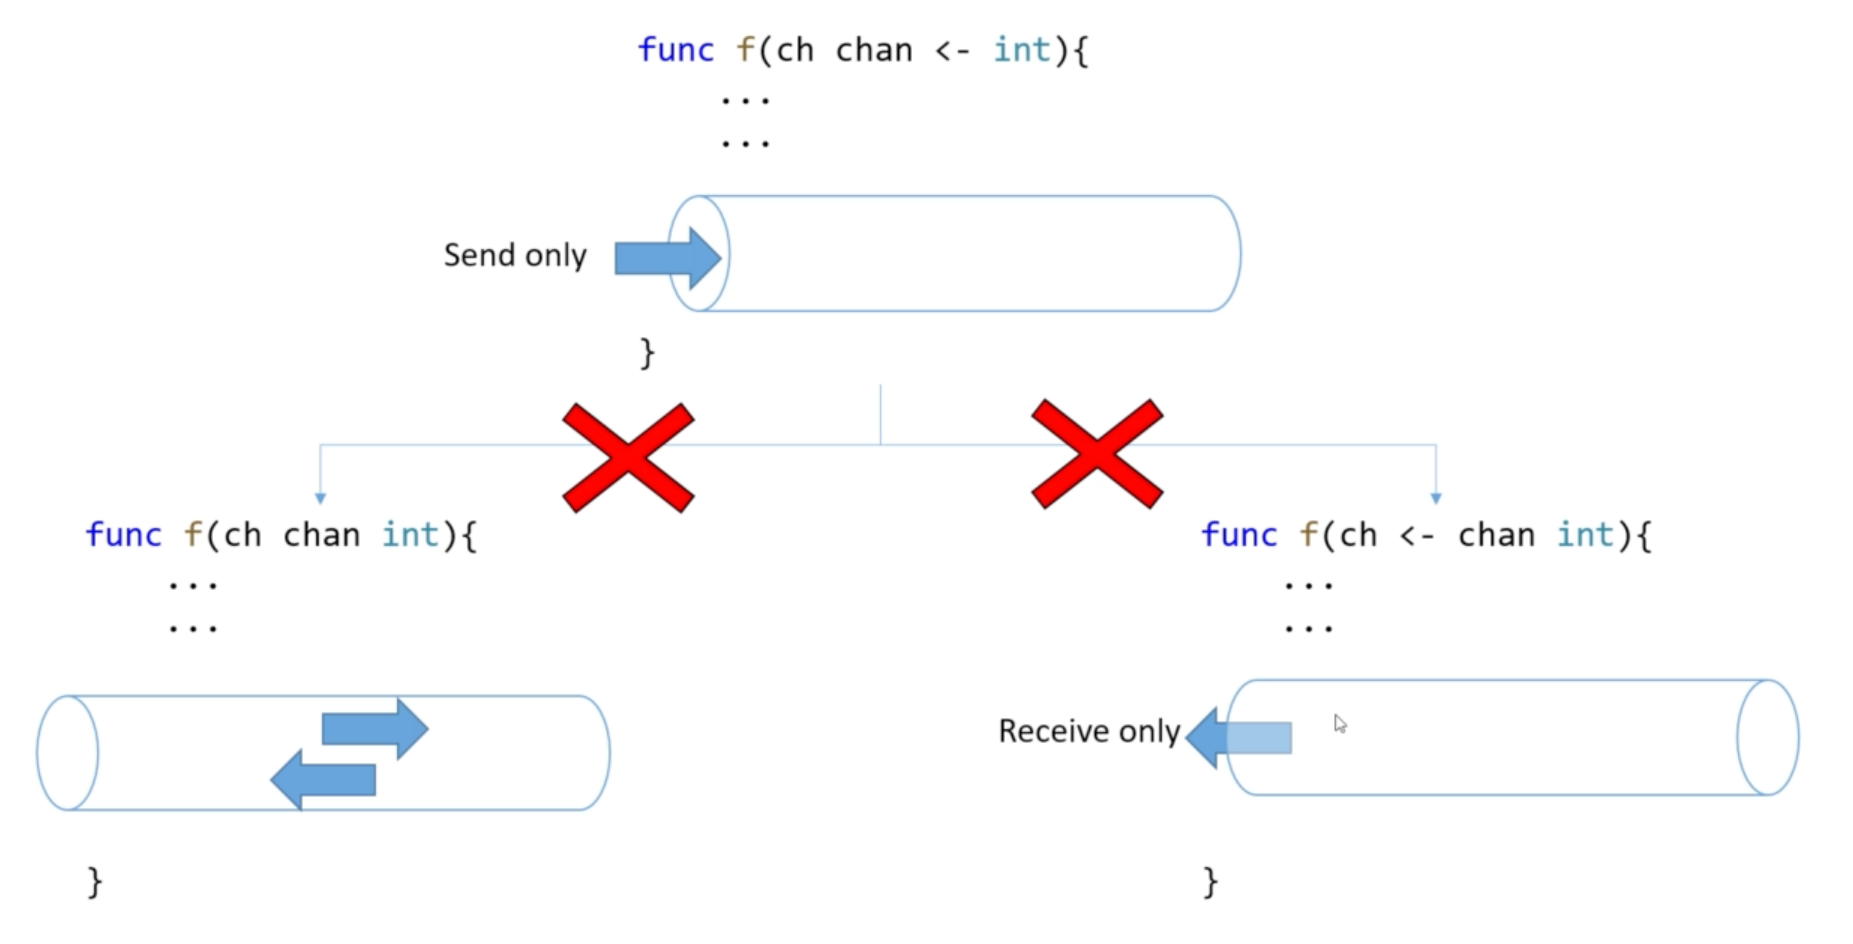 func f(ch chan <- int){
...
...
Send only
}
func f(ch chan int){
...
...
}
func f(ch <- chan int){
...
...
Receive only
}